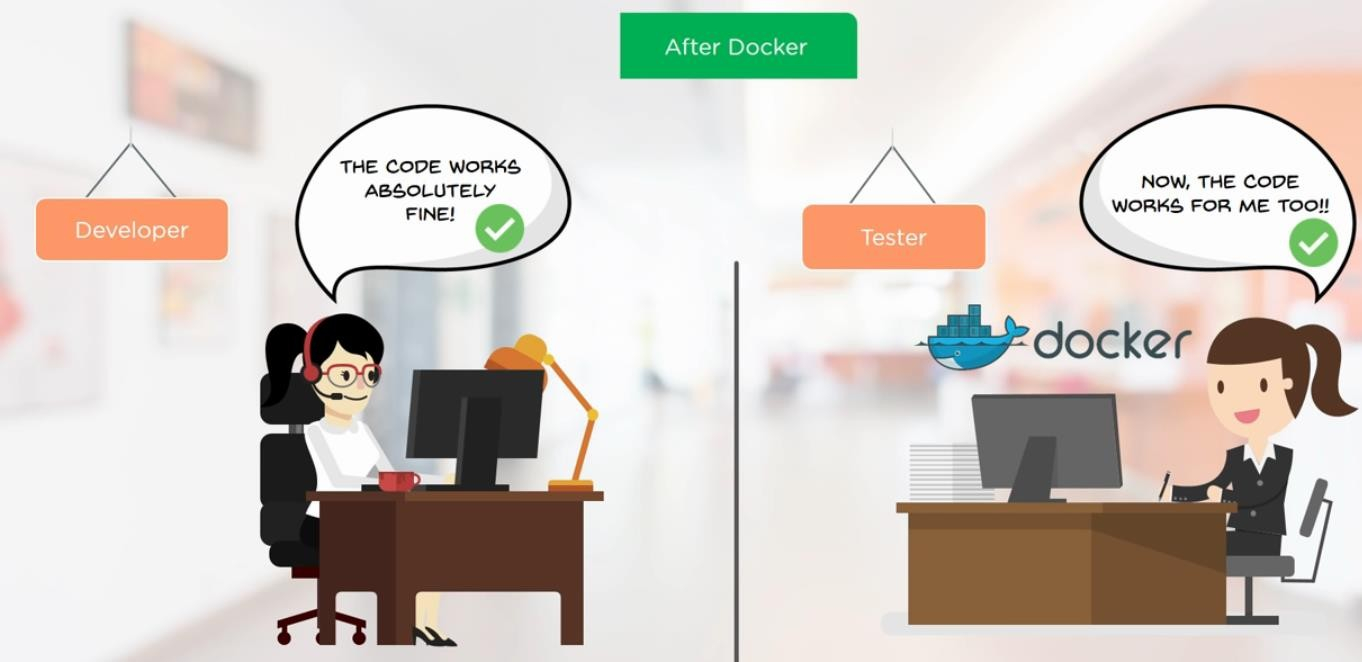 After Docker
Developer
THE CODE WORKS
ABSOLUTELY
FINE!
Tester
NOW, THE CODE
WORKS FOR ME TOO!!
docker